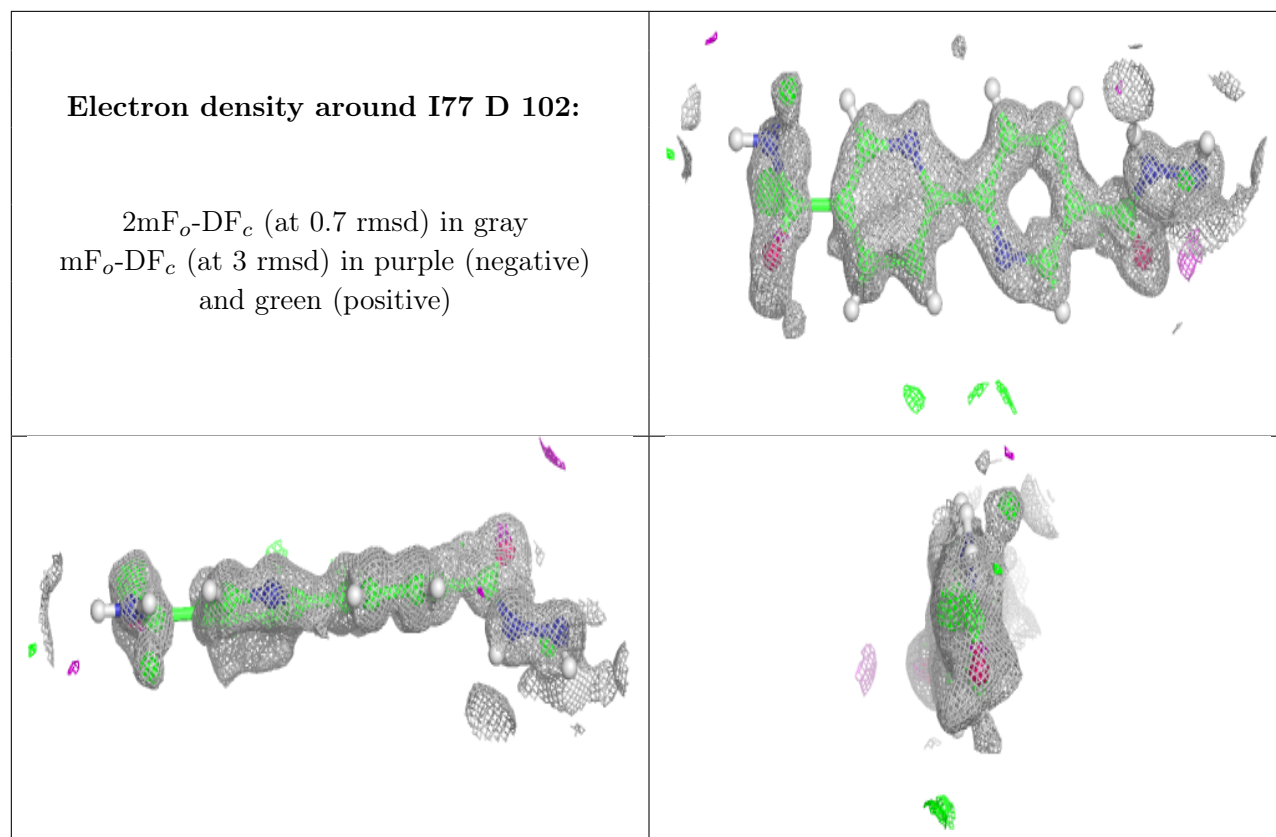 Electron density around I77 D 102:
2mFo-DFc (at 0.7 rmsd) in gray
mFo-DFc (at 3 rmsd) in purple (negative)
and green (positive)